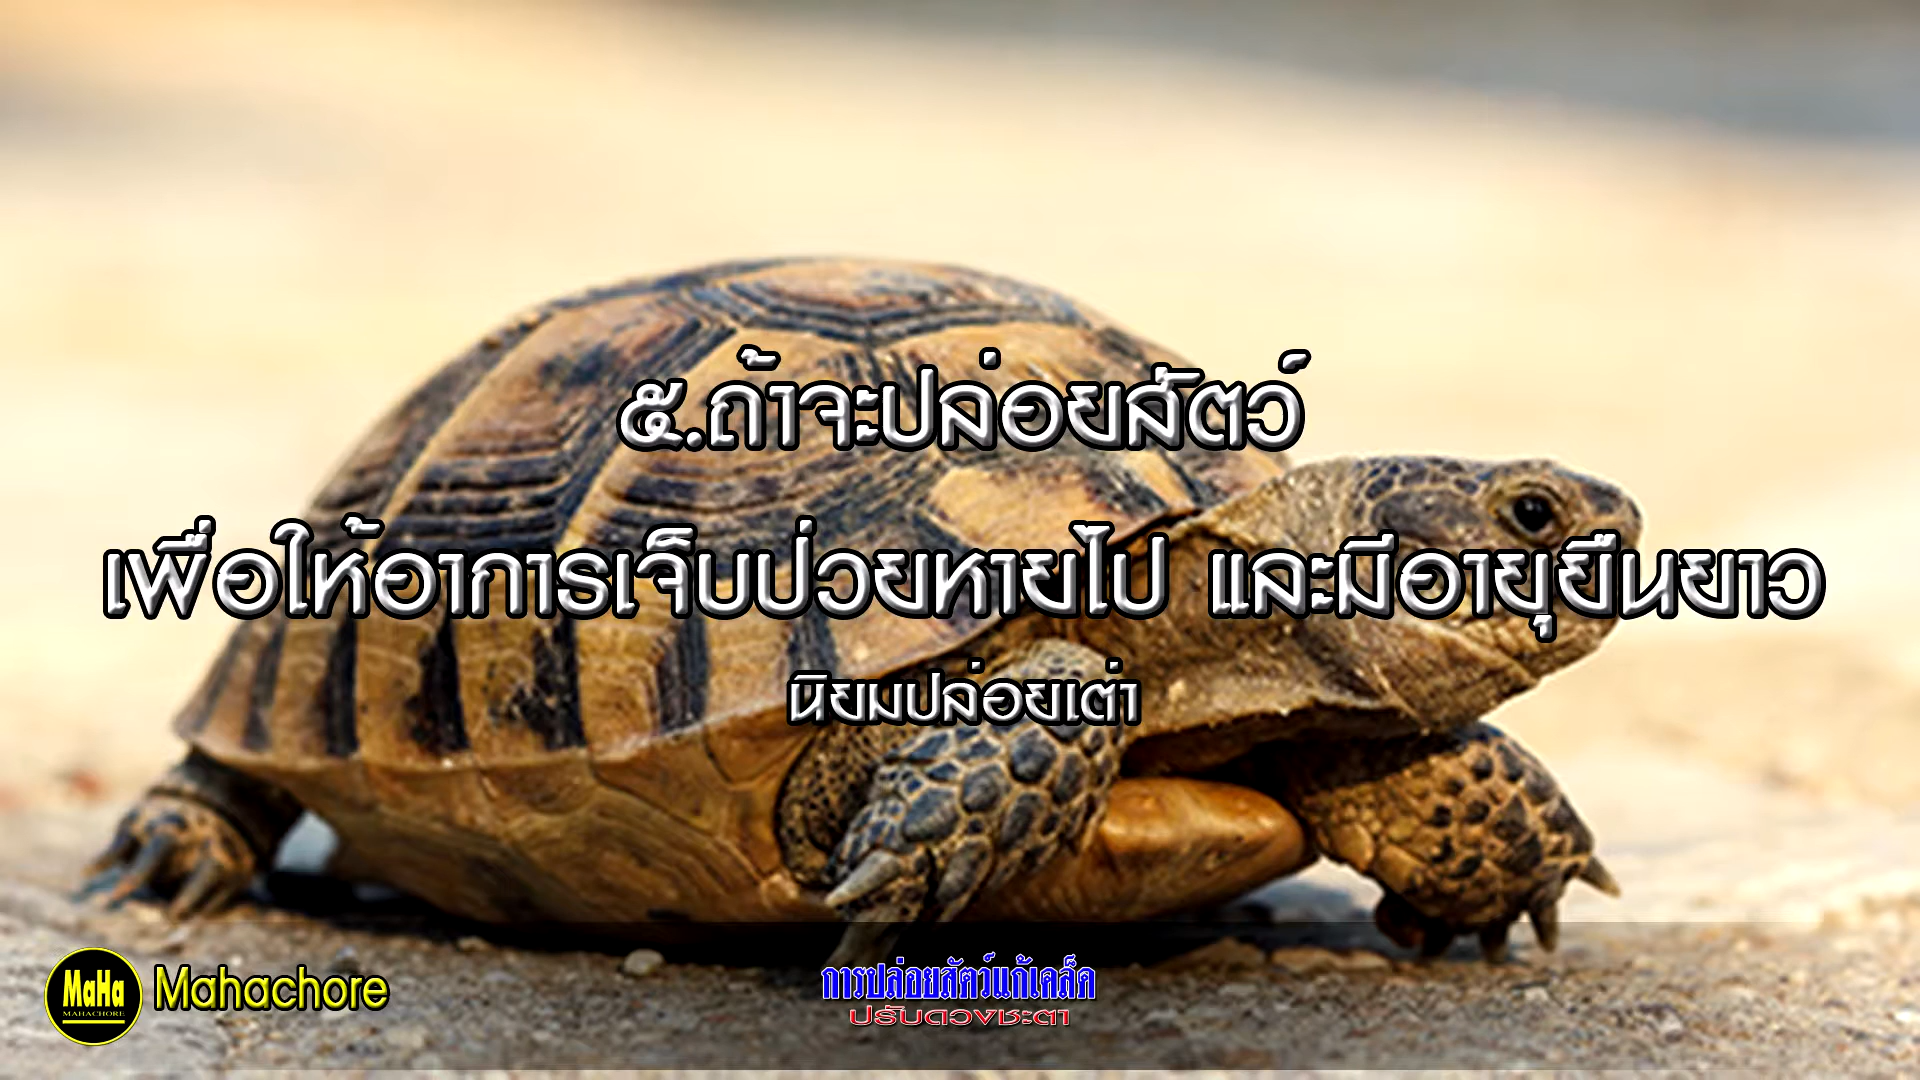 ๕.ถ้าจะปล่อยสัตว์
เพื่อให้อาการเจ็บป่วยหายไป และมีอายุยืนยาว
นิยมปล่อยเต่า
MaHa
MAHACHORE
Mahachore
การปล่อยสัตว์แก้เคล็ด
ปรับดวงชะตา